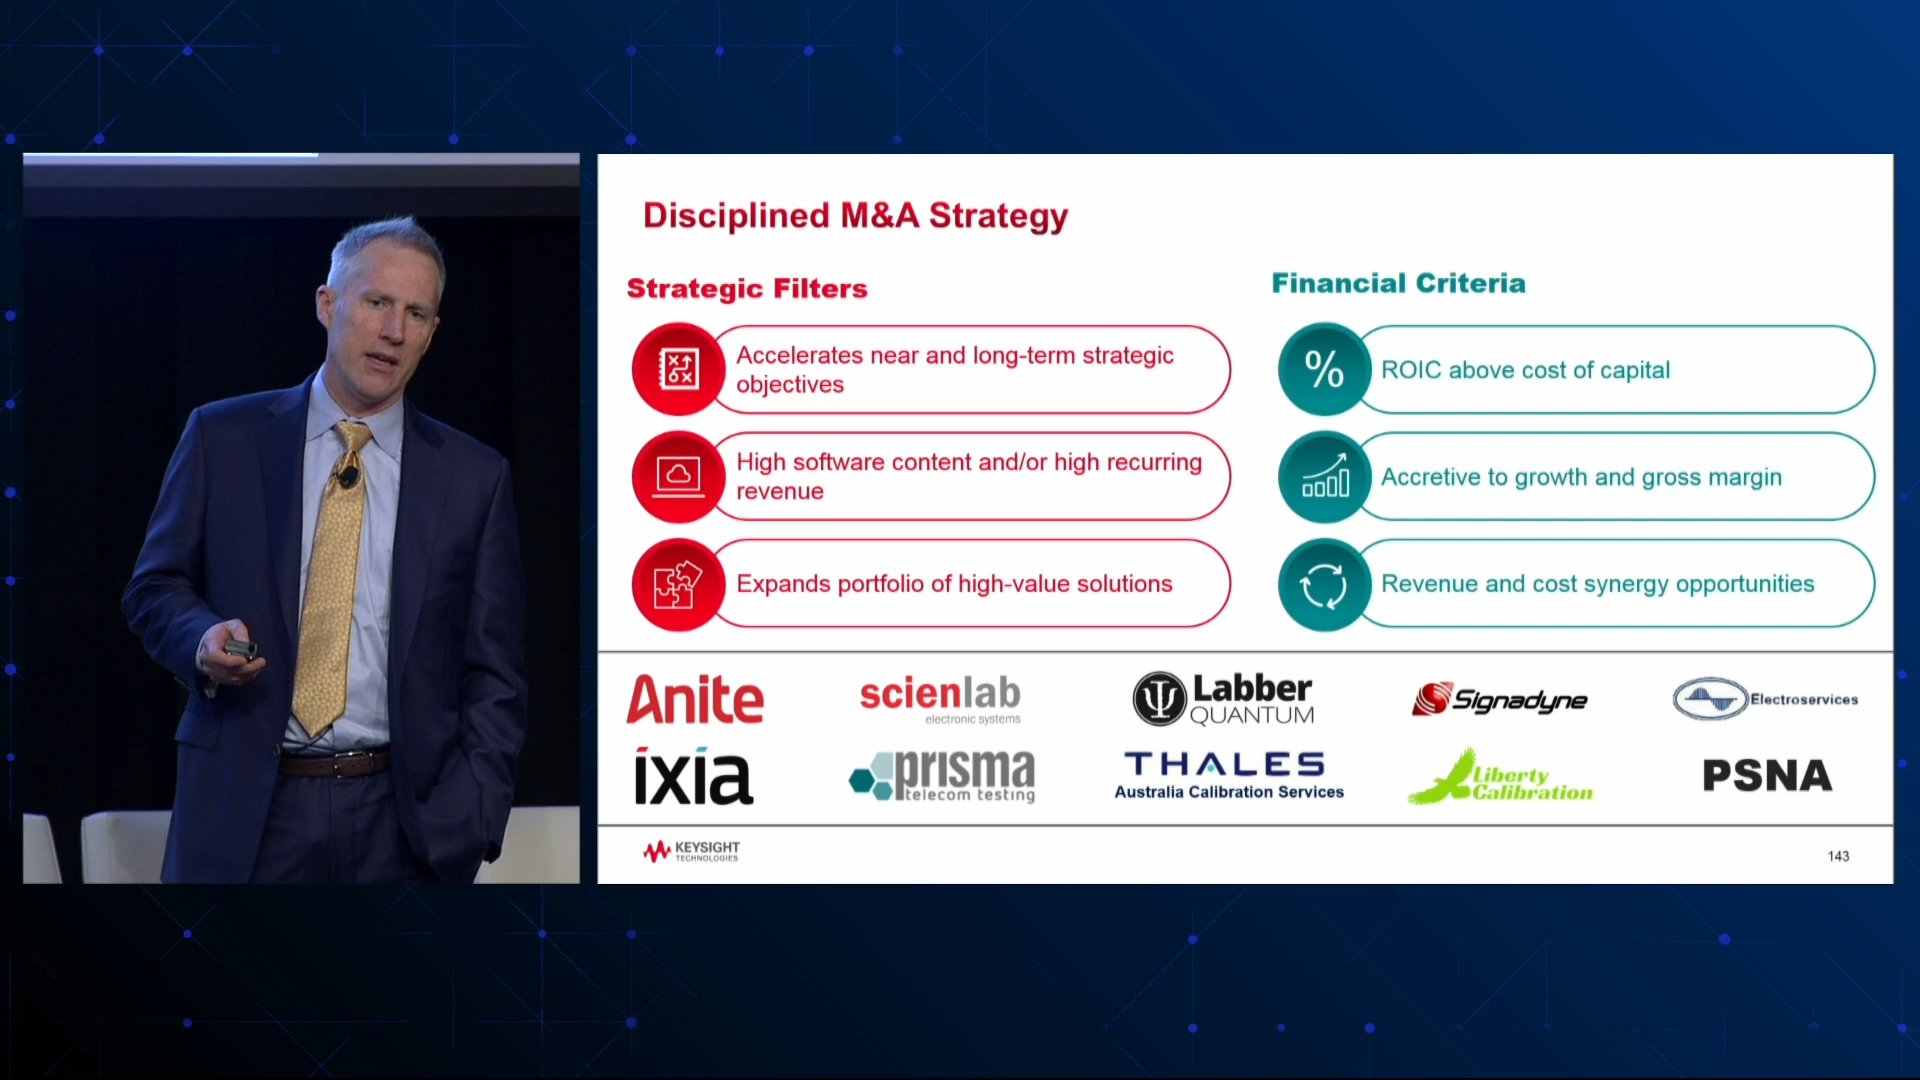 Disciplined M&A Strategy
Strategic Filters
Accelerates near and long-term strategic
objectives
High software content and/or high recurring
revenue
Expands portfolio of high-value solutions
Financial Criteria
%
ROIC above cost of capital
Accretive to growth and gross margin
Revenue and cost synergy opportunities
Anite
scienlab
electronic systems
Labber
QUANTUM
Signadyne
Electroservices
ixia
prisma
telecom testing
THALES
Australia Calibration Services
Liberty
Calibration
PSNA
KEYSIGHT
TECHNOLOGIES
143